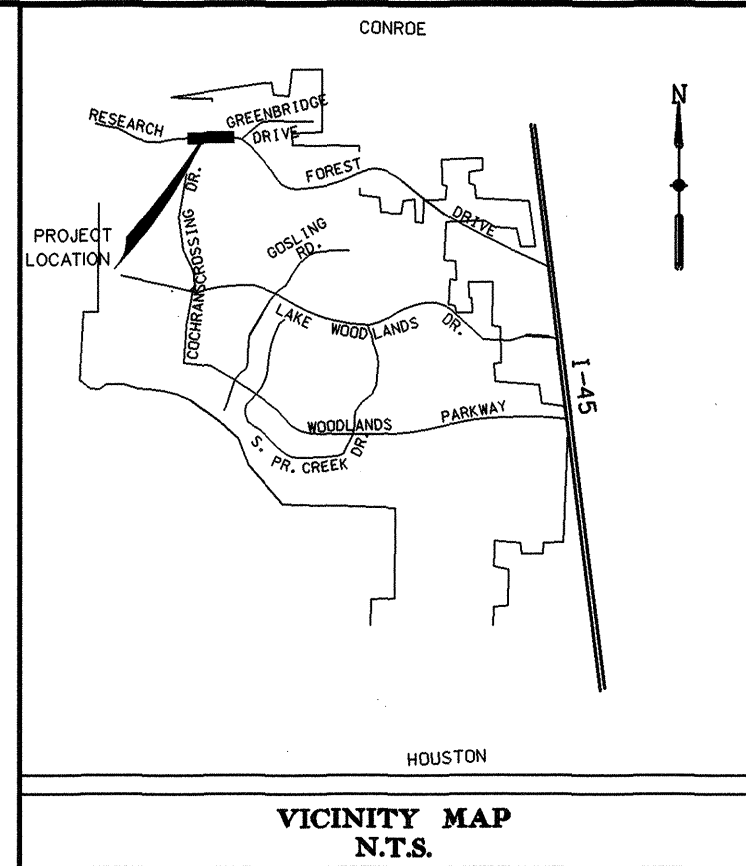 CONROE
N
RESEARCH
GREENBRIDGE
DRIVE
FOREST
DRIVE
PROJECT
LOCATION
COCHRANSCROSSING DR.
GOSLING
RD.
LAKE WOODLANDS DR.
I-45
WOODLANDS PARKWAY
S. PR. CREEK DR.
HOUSTON
VICINITY MAP
N.T.S.